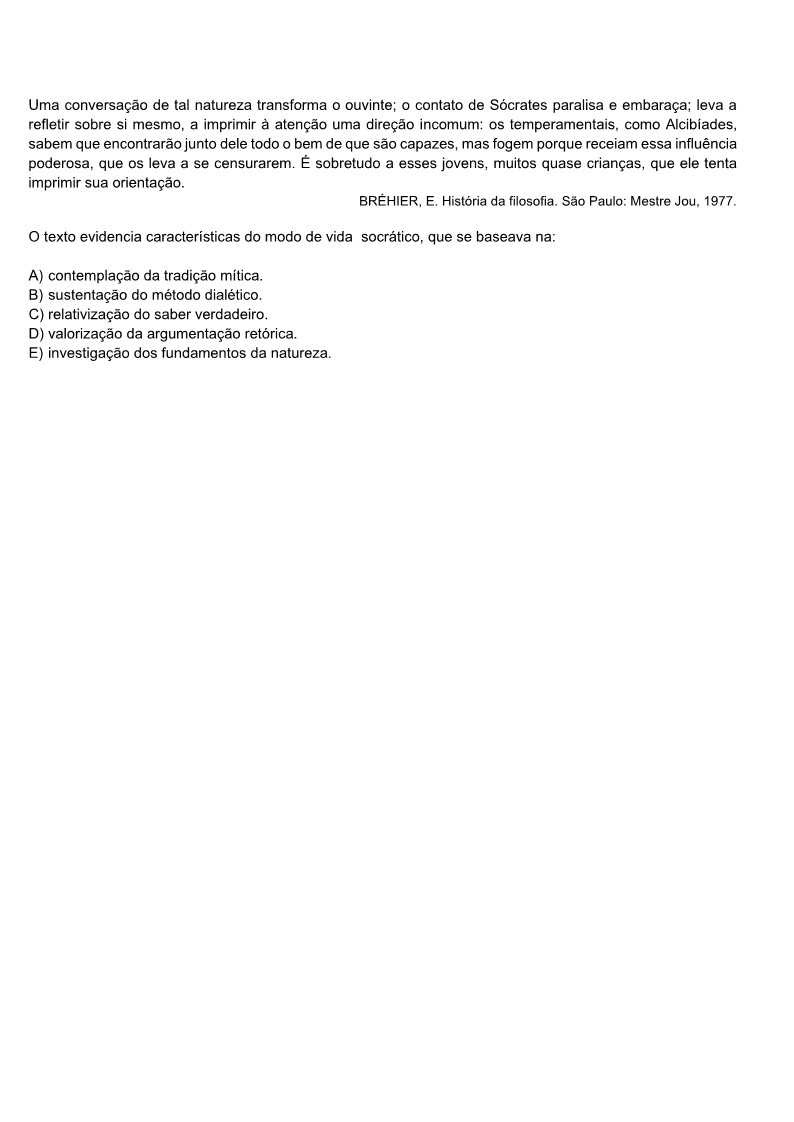 Uma conversação de tal natureza transforma o ouvinte; o contato de Sócrates paralisa e embaraça; leva a
refletir sobre si mesmo, a imprimir à atenção uma direção incomum: os temperamentais, como Alcibíades,
sabem que encontrarão junto dele todo o bem de que são capazes, mas fogem porque receiam essa influência
poderosa, que os leva a se censurarem. É sobretudo a esses jovens, muitos quase crianças, que ele tenta
imprimir sua orientação.
BRÉHIER, E. História da filosofia. São Paulo: Mestre Jou, 1977.
O texto evidencia características do modo de vida  socrático, que se baseava na:
A) contemplação da tradição mítica.
B) sustentação do método dialético.
C) relativização do saber verdadeiro.
D) valorização da argumentação retórica.
E) investigação dos fundamentos da natureza.